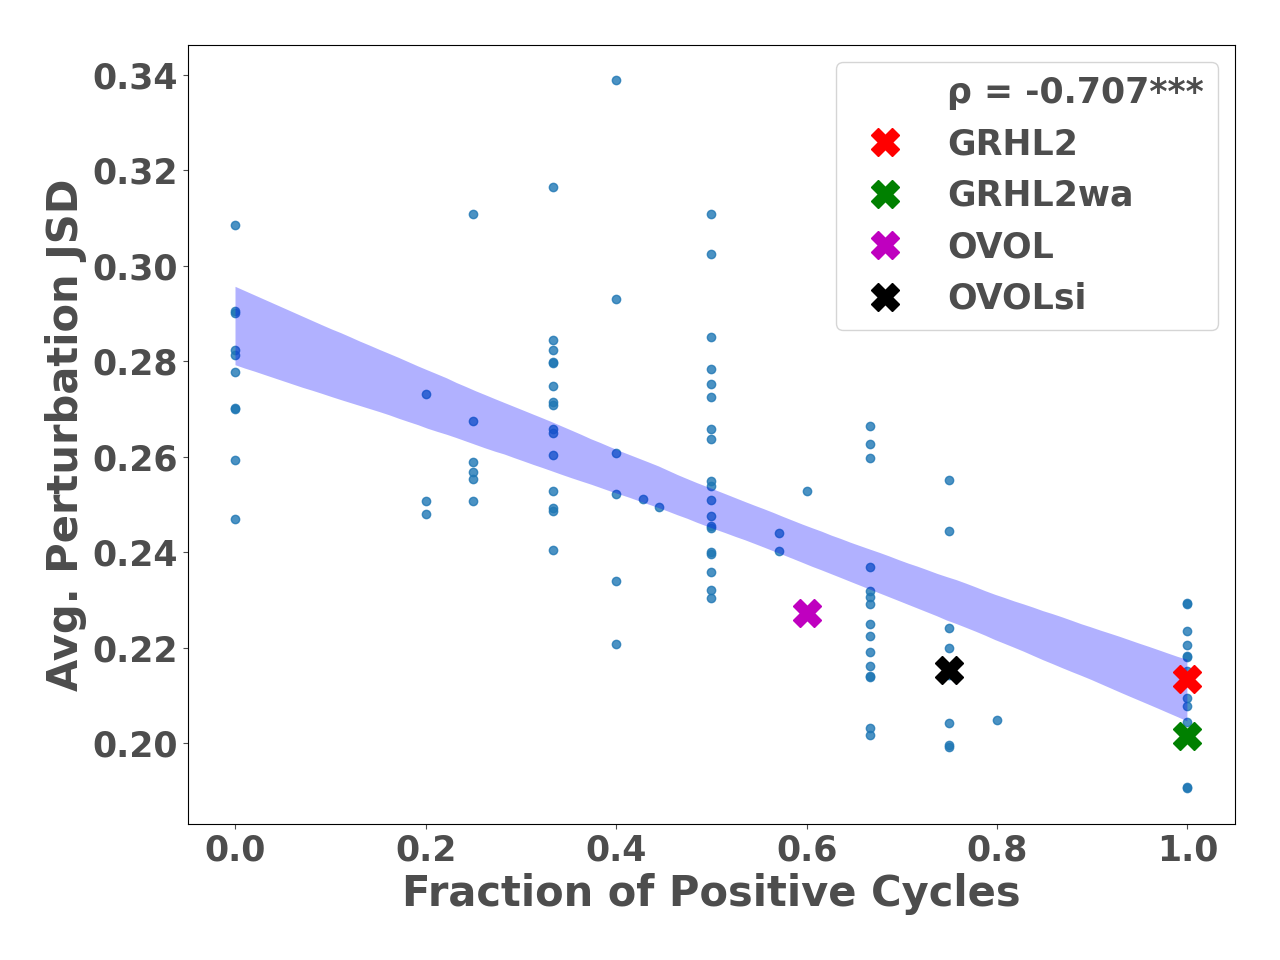 ρ = -0.707***
GRHL2
GRHL2wa
OVOL
OVOLsi
Avg. Perturbation JSD
0.34
0.32
0.30
0.28
0.26
0.24
0.22
0.20
0.0 0.2 0.4 0.6 0.8 1.0
Fraction of Positive Cycles